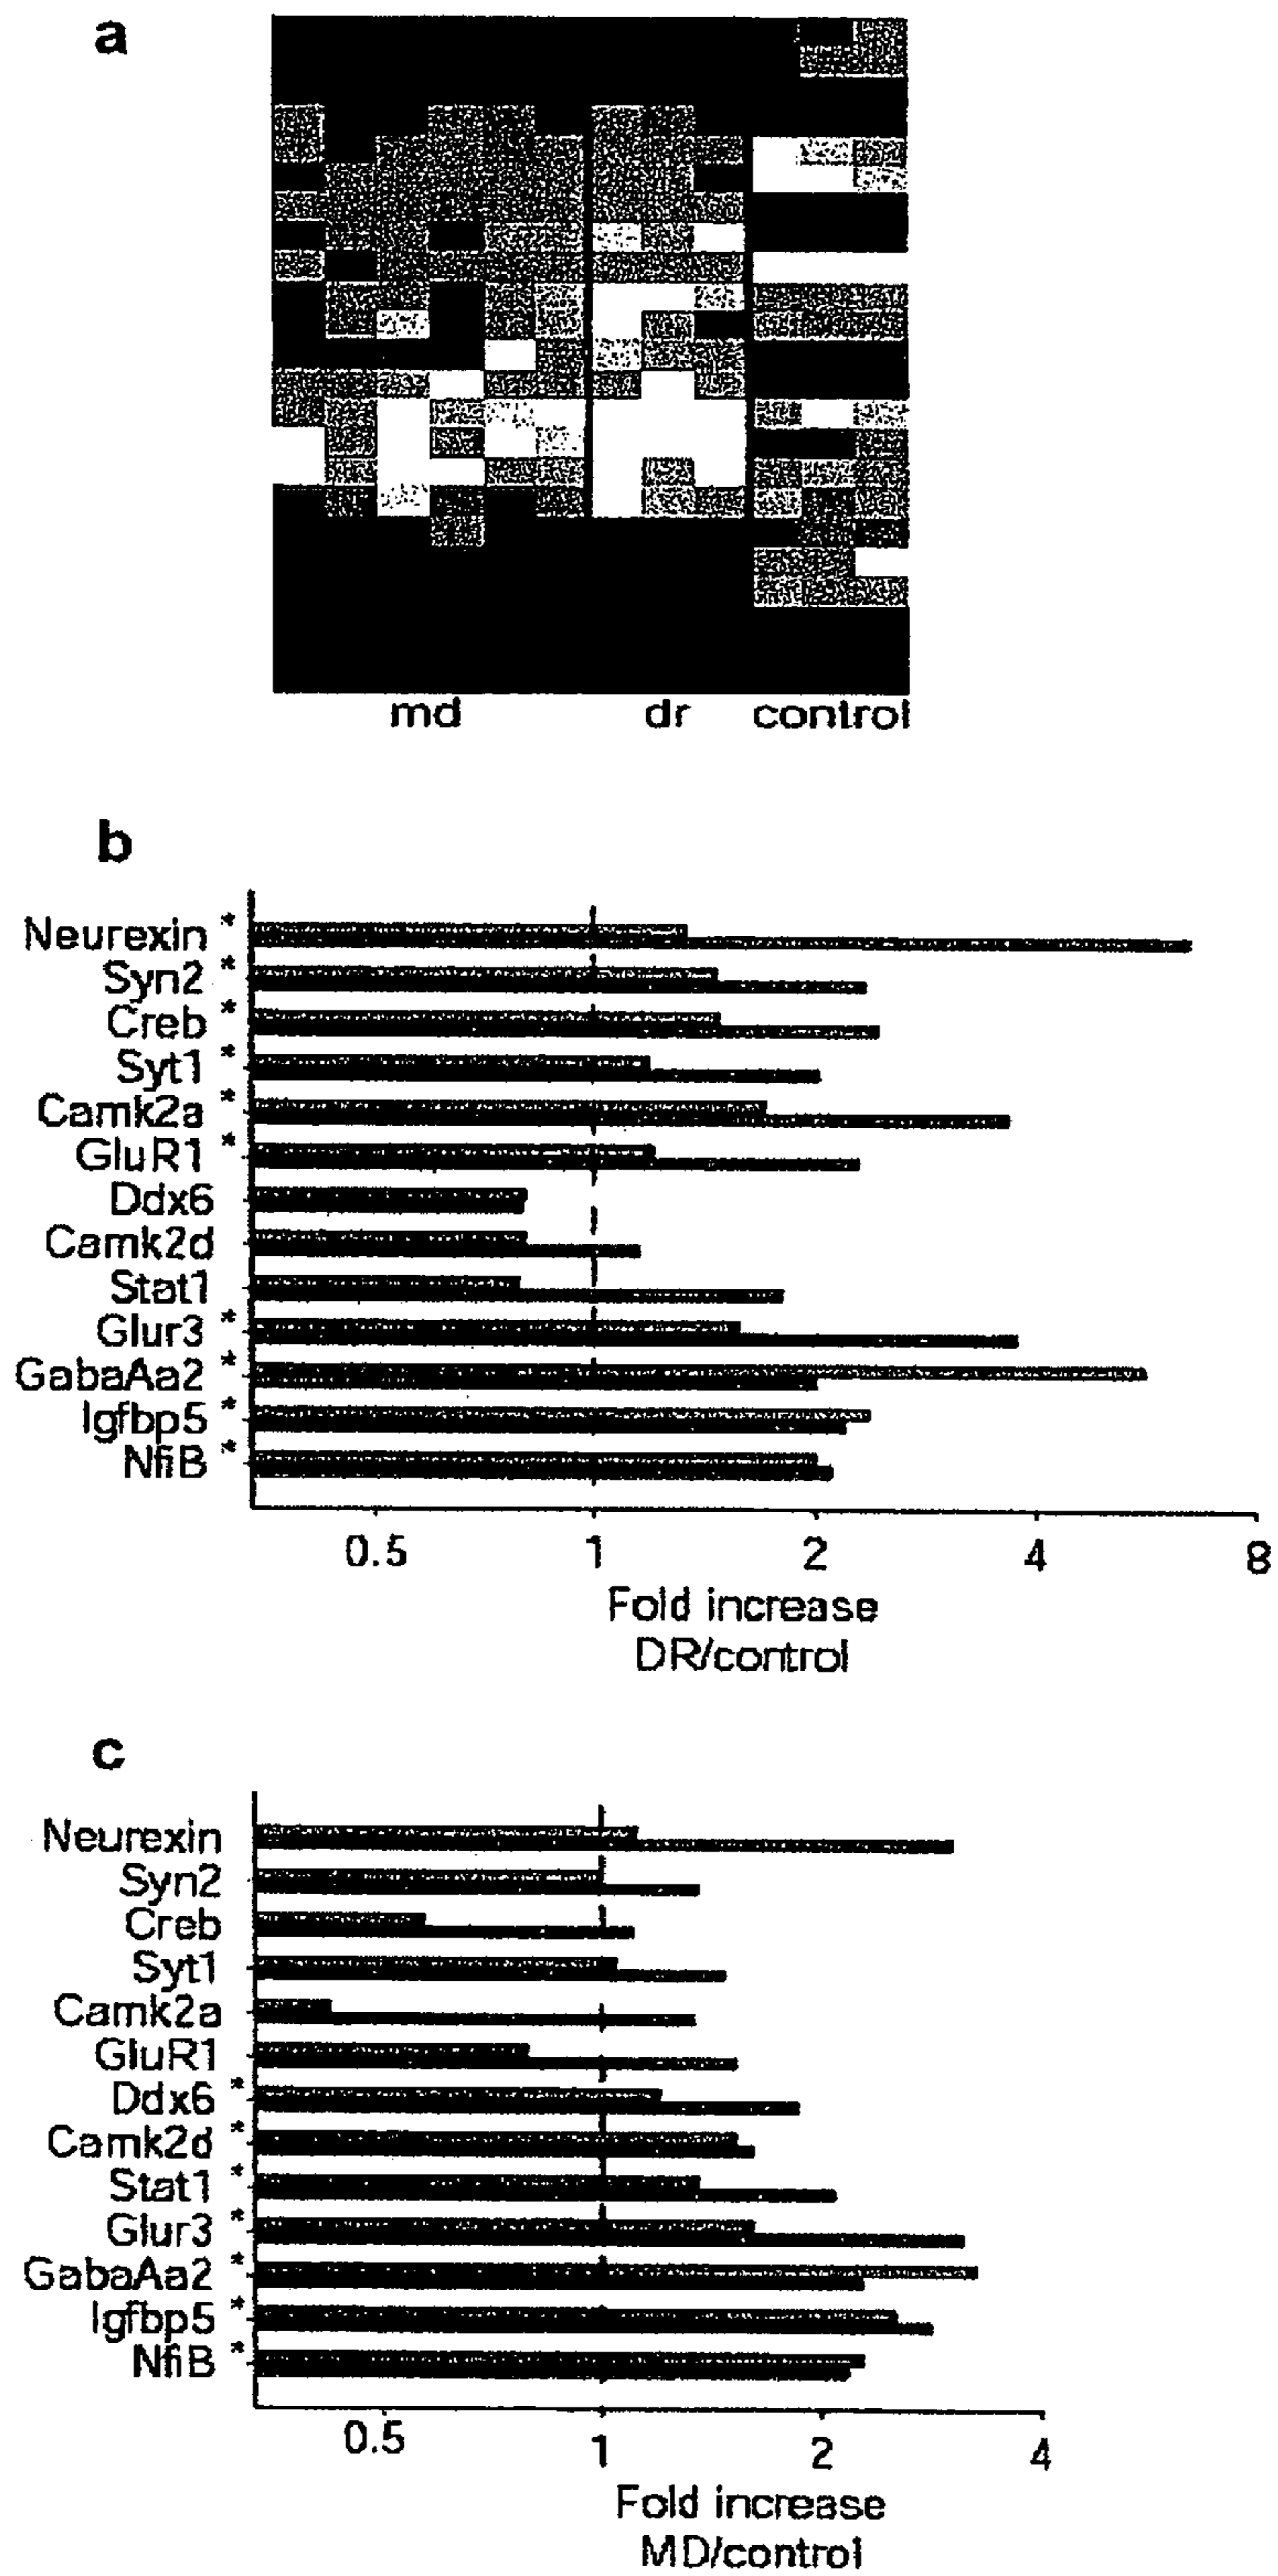 a
md dr control
b
Neurexin *
Syn2 *
Creb *
Syt1 *
Camk2a *
GluR1 *
Ddx6
Camk2d
Stat1
Glur3 *
GabaAa2 *
Igfbp5 *
NfiB *
0.5 1 2 4 8
Fold increase
DR/control
c
Neurexin
Syn2
Creb
Syt1
Camk2a
GluR1
Ddx6 *
Camk2d *
Stat1 *
Glur3 *
GabaAa2 *
Igfbp5 *
NfiB *
0.5 1 2 4
Fold increase
MD/control